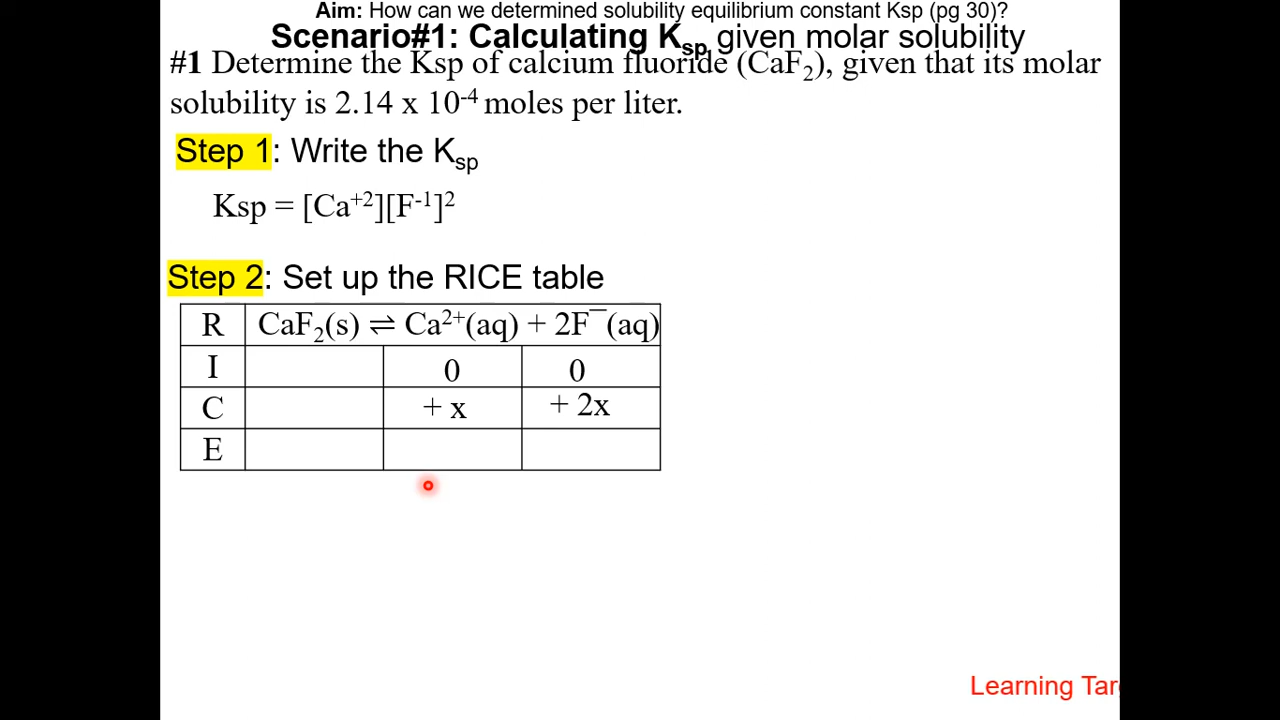 Aim: How can we determined solubility equilibrium constant Ksp (pg 30)?
Scenario#1: Calculating Ksp given molar solubility
#1 Determine the Ksp of calcium fluoride (CaF₂), given that its molar
solubility is 2.14 x 10⁻⁴ moles per liter.
Step 1: Write the Ksp
Ksp = [Ca⁺²][F⁻¹]²
Step 2: Set up the RICE table
R CaF₂(s) ⇌ Ca²⁺(aq) + 2F⁻(aq)
I 0 0
C + x + 2x
E
Learning Tar